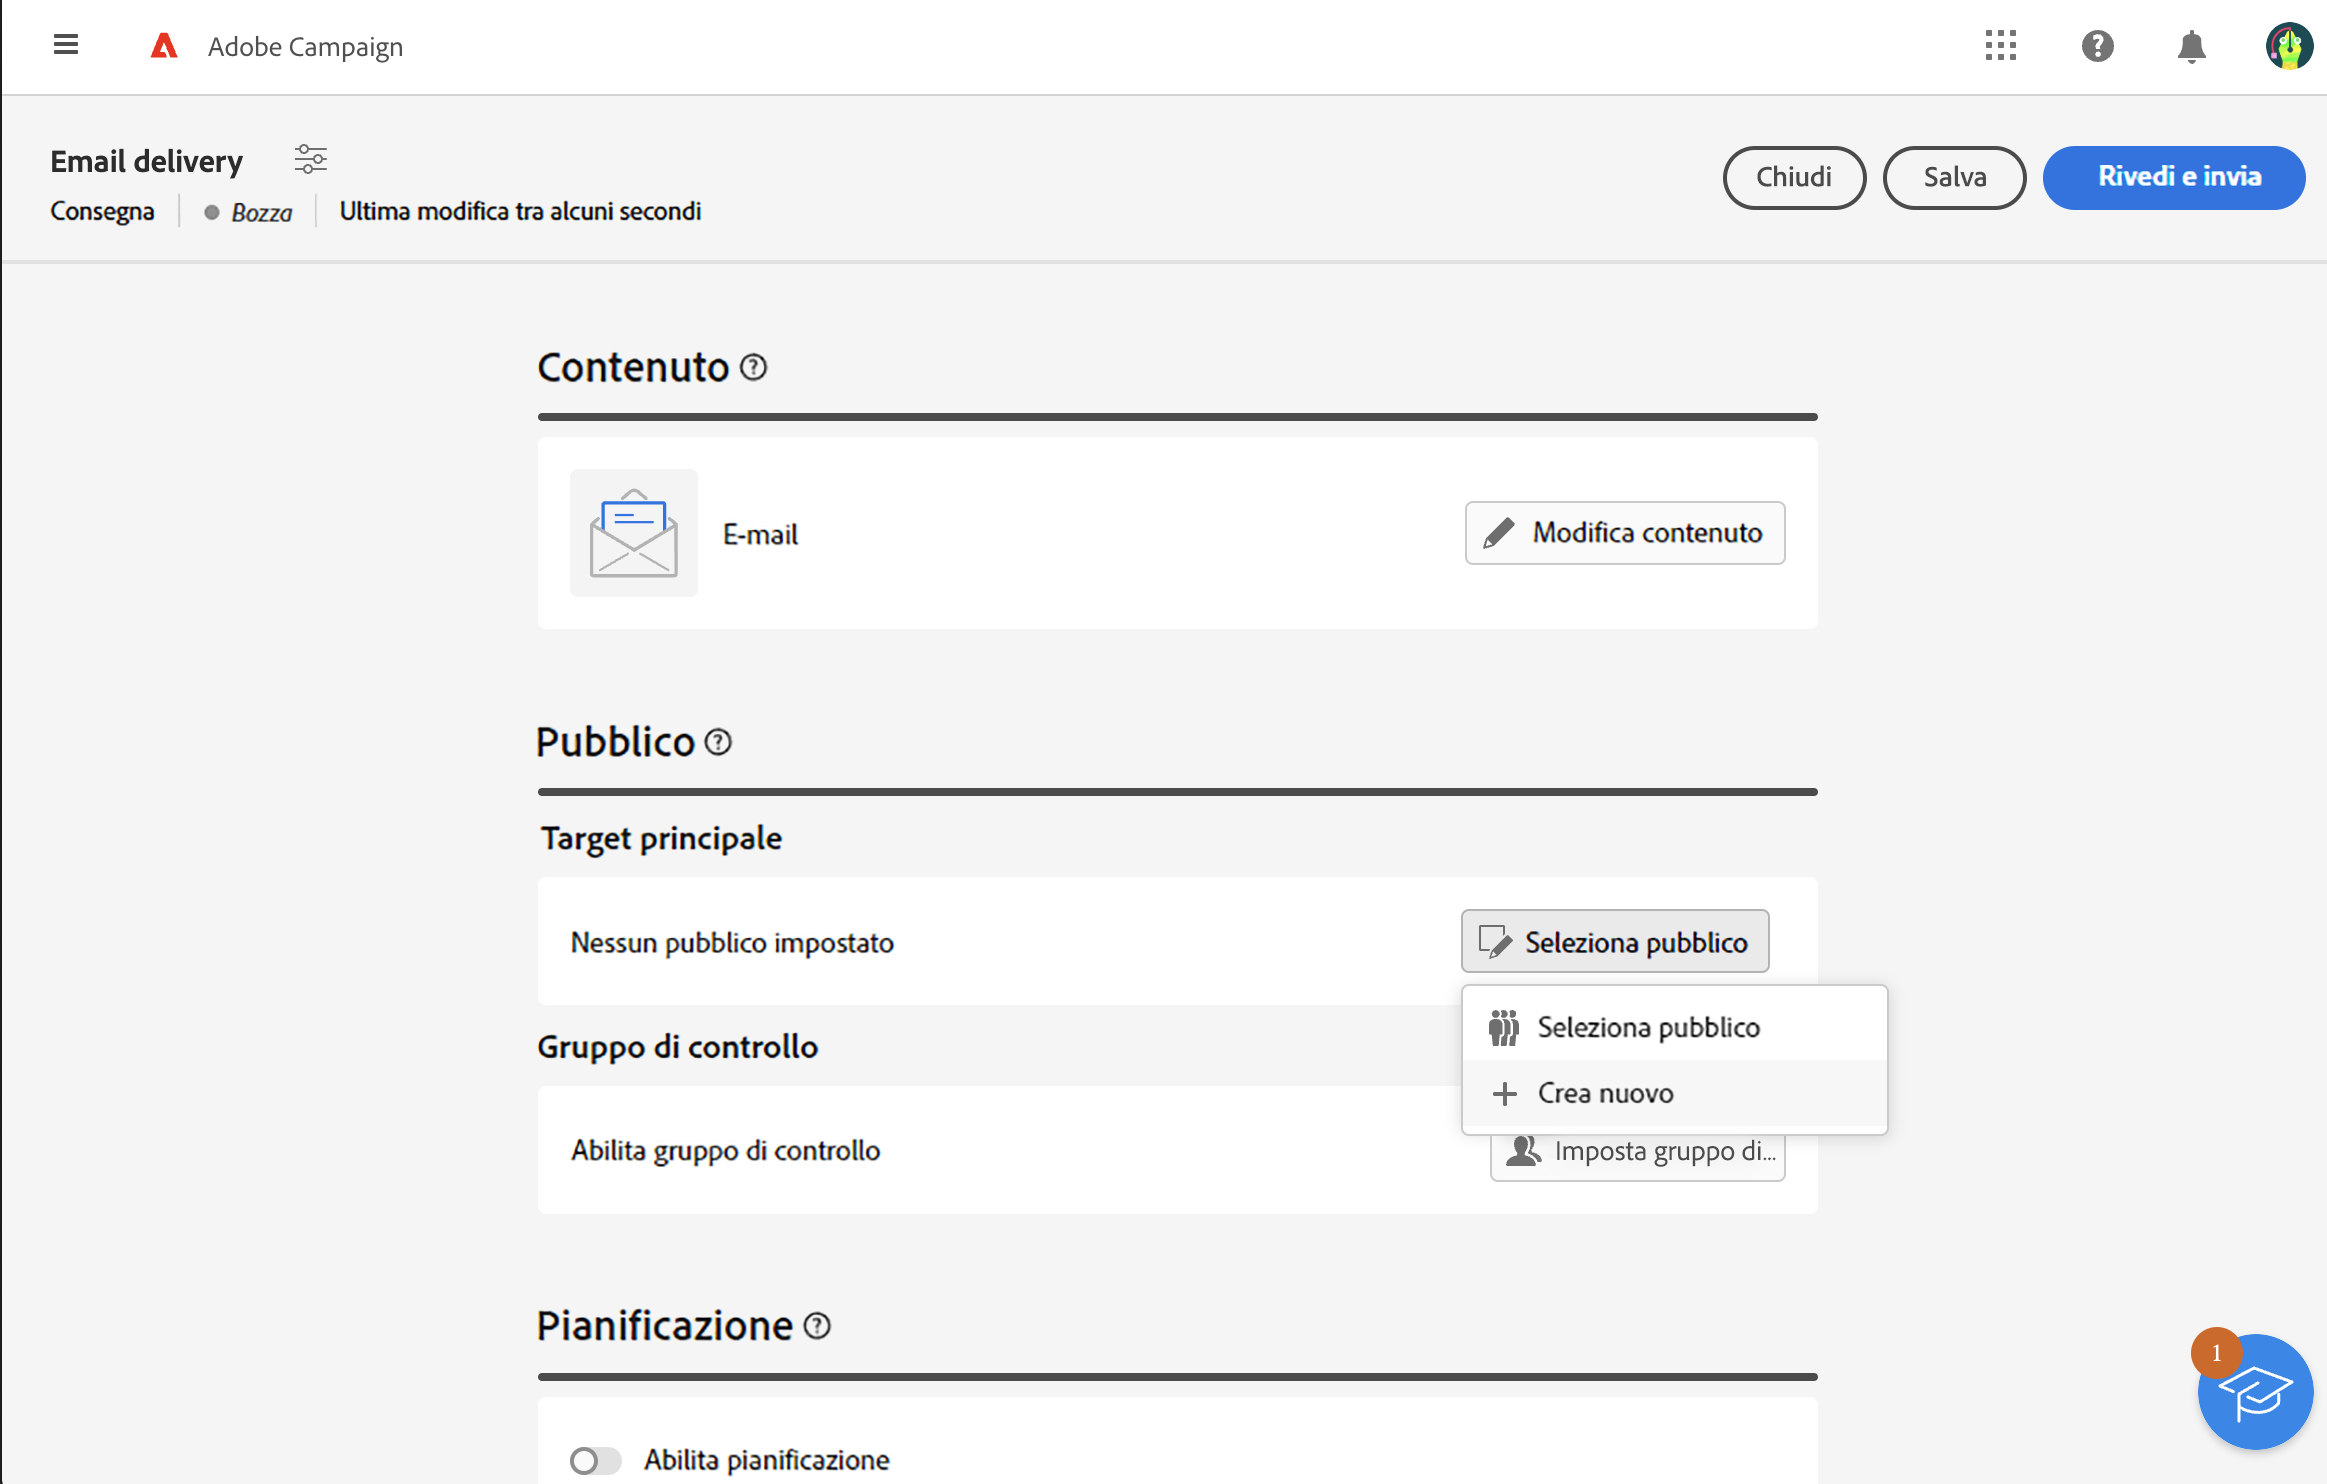 Adobe Campaign
Email delivery
Chiudi
Salva
Rivedi e invia
Consegna
Bozza
Ultima modifica tra alcuni secondi
Contenuto
E-mail
Modifica contenuto
Pubblico
Target principale
Nessun pubblico impostato
Seleziona pubblico
Seleziona pubblico
Gruppo di controllo
Crea nuovo
Abilita gruppo di controllo
Imposta gruppo di...
Pianificazione
1
Abilita pianificazione